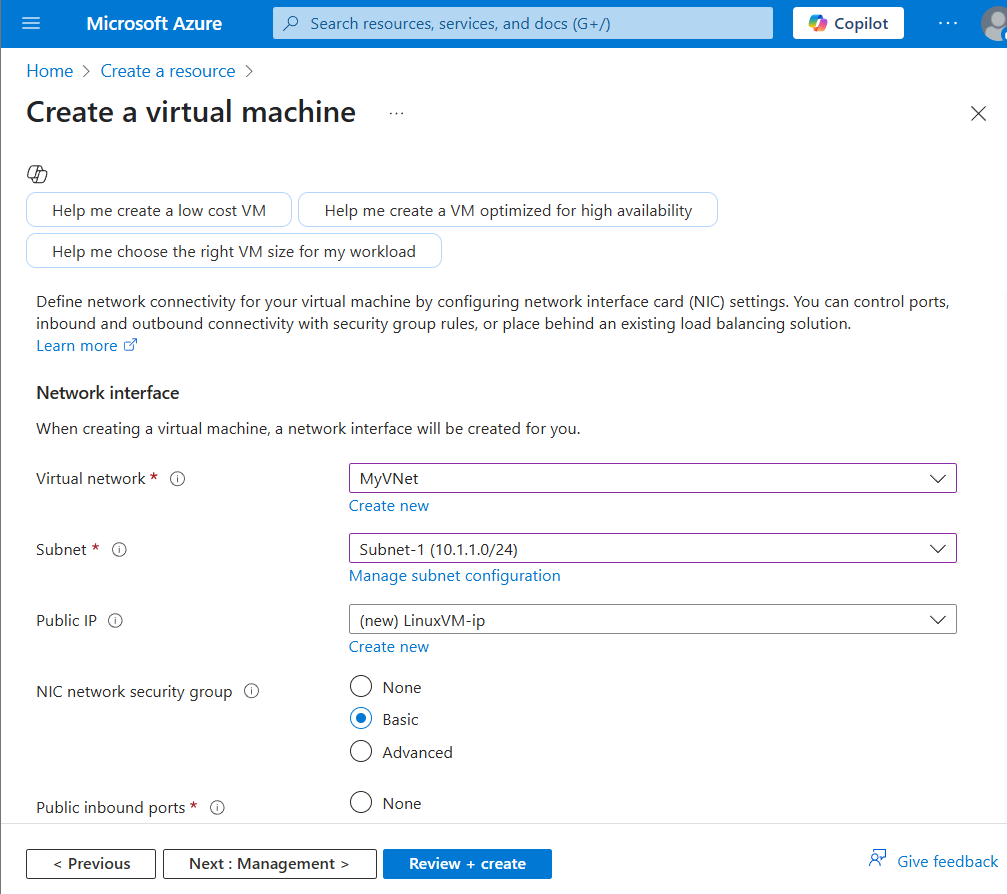 Microsoft Azure
Search resources, services, and docs (G+/)
Copilot
Home > Create a resource >
Create a virtual machine ...
Help me create a low cost VM
Help me create a VM optimized for high availability
Help me choose the right VM size for my workload
Define network connectivity for your virtual machine by configuring network interface card (NIC) settings. You can control ports,
inbound and outbound connectivity with security group rules, or place behind an existing load balancing solution.
Learn more
Network interface
When creating a virtual machine, a network interface will be created for you.
Virtual network *
MyVNet
Create new
Subnet *
Subnet-1 (10.1.1.0/24)
Manage subnet configuration
Public IP
(new) LinuxVM-ip
Create new
NIC network security group
None
Basic
Advanced
Public inbound ports *
None
< Previous
Next : Management >
Review + create
Give feedback